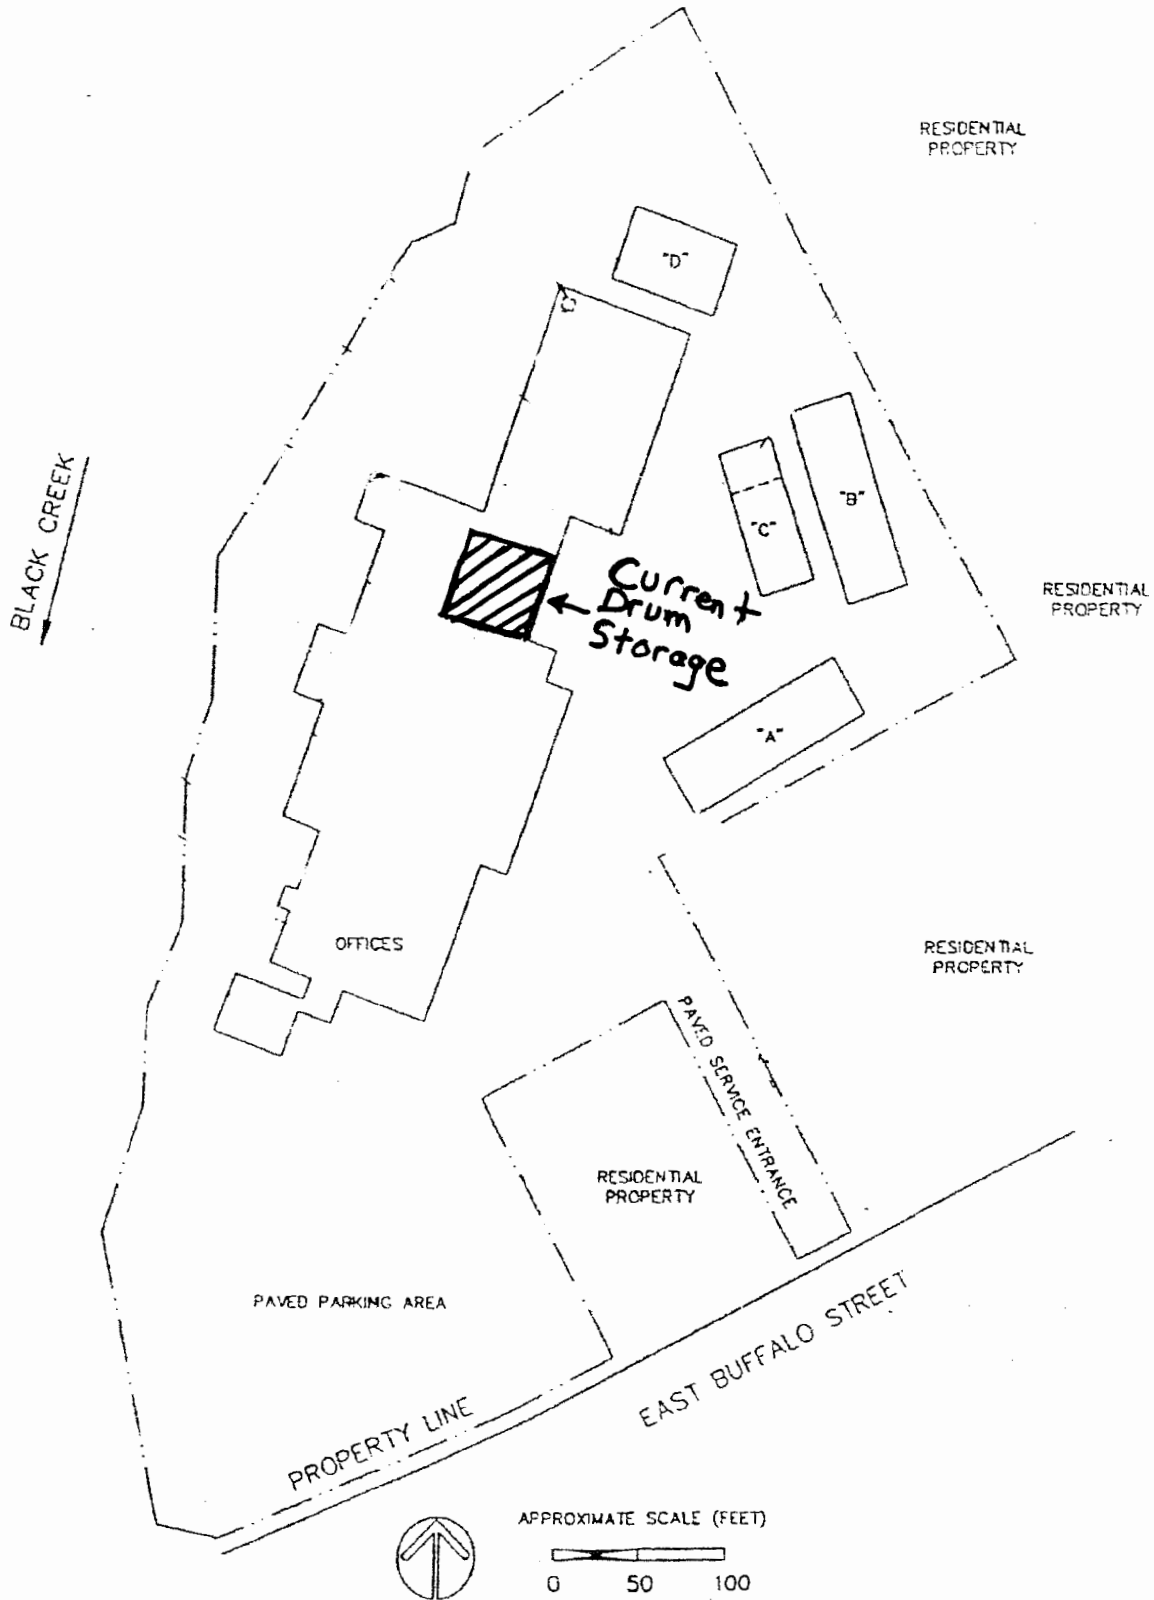 RESIDENTIAL
PROPERTY
"D"
BLACK CREEK
"B"
"C"
Current
Drum
Storage
RESIDENTIAL
PROPERTY
"A"
OFFICES
RESIDENTIAL
PROPERTY
PAVED SERVICE ENTRANCE
RESIDENTIAL
PROPERTY
PAVED PARKING AREA
EAST BUFFALO STREET
PROPERTY LINE
APPROXIMATE SCALE (FEET)
0 50 100